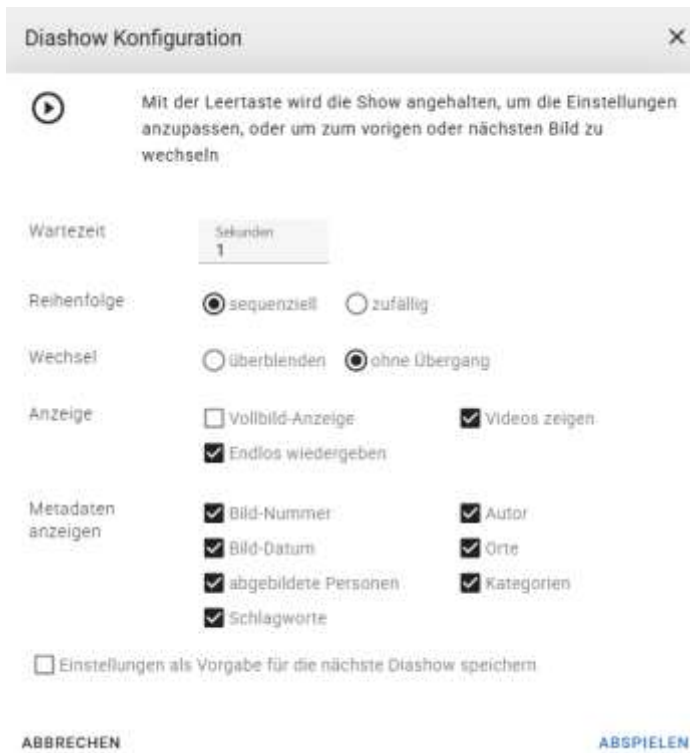 Diashow Konfiguration
Mit der Leertaste wird die Show angehalten, um die Einstellungen
anzupassen, oder um zum vorigen oder nächsten Bild zu
wechseln
Wartezeit
Sekunden
1
Reihenfolge
sequenziell zufällig
Wechsel
überblenden ohne Übergang
Anzeige
Vollbild-Anzeige Videos zeigen
Endlos wiedergeben
Metadaten
anzeigen
Bild-Nummer Autor
Bild-Datum Orte
abgebildete Personen Kategorien
Schlagworte
Einstellungen als Vorgabe für die nächste Diashow speichern
ABBRECHEN ABSPIELEN